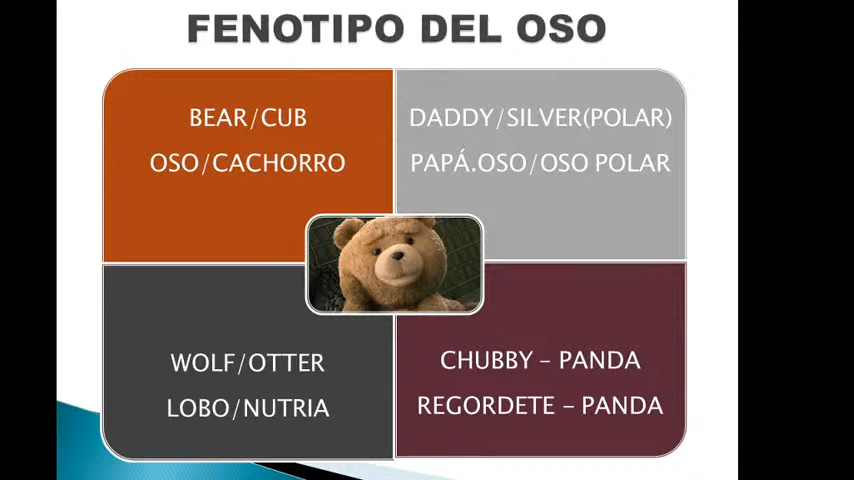 FENOTIPO DEL OSO
BEAR/CUB
OSO/CACHORRO
DADDY/SILVER(POLAR)
PAPÁ.OSO/OSO POLAR
WOLF/OTTER
LOBO/NUTRIA
CHUBBY – PANDA
REGORDETE – PANDA